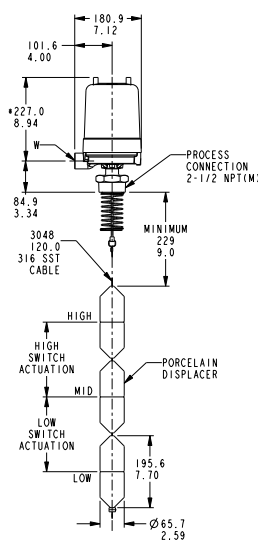 180.9
7.12
101.6
4.00
*227.0
8.94
W
PROCESS
CONNECTION
2-1/2 NPT(M)
84.9
3.34
MINIMUM
229
9.0
3048
120.0
316 SST
CABLE
HIGH
HIGH
SWITCH
ACTUATION
PORCELAIN
DISPLACER
MID
LOW
SWITCH
ACTUATION
LOW
195.6
7.70
Ø65.7
2.59